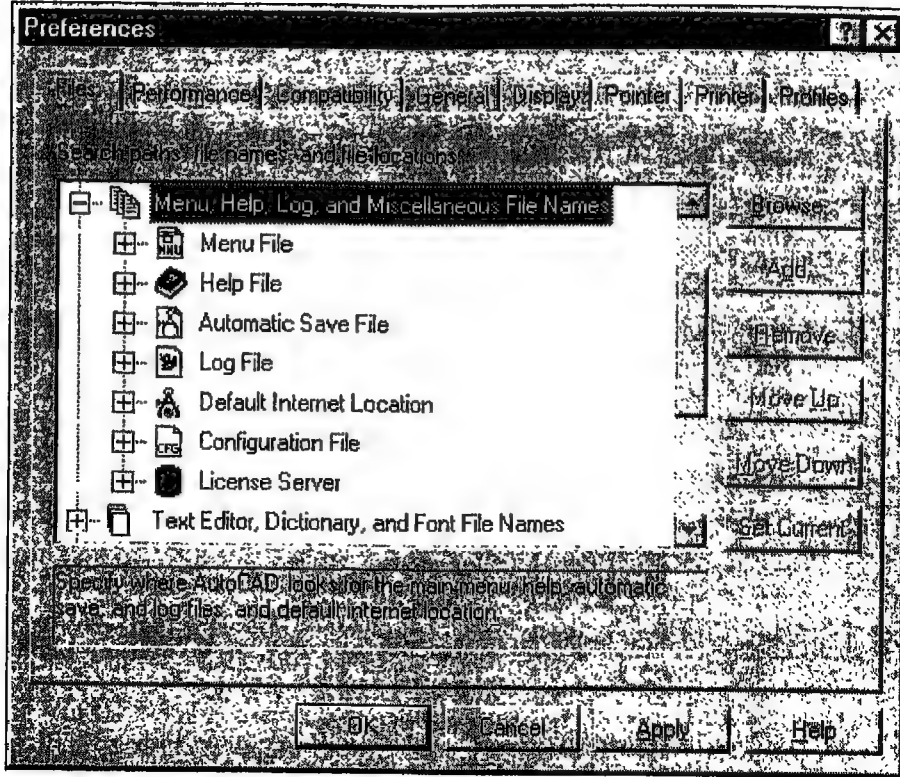 Preferences
Files Performance Compatibility General Display Pointer Printer Profiles
Search paths, file names, and file locations:
Menu, Help, Log, and Miscellaneous File Names
Browse...
Menu File
Add...
Help File
Automatic Save File
Remove
Log File
Move Up
Default Internet Location
Configuration File
CFG
Move Down
License Server
Text Editor, Dictionary, and Font File Names
Set Current
Specify where AutoCAD looks for the main menu, help, automatic
save, and log files, and default internet location.
OK Cancel Apply Help